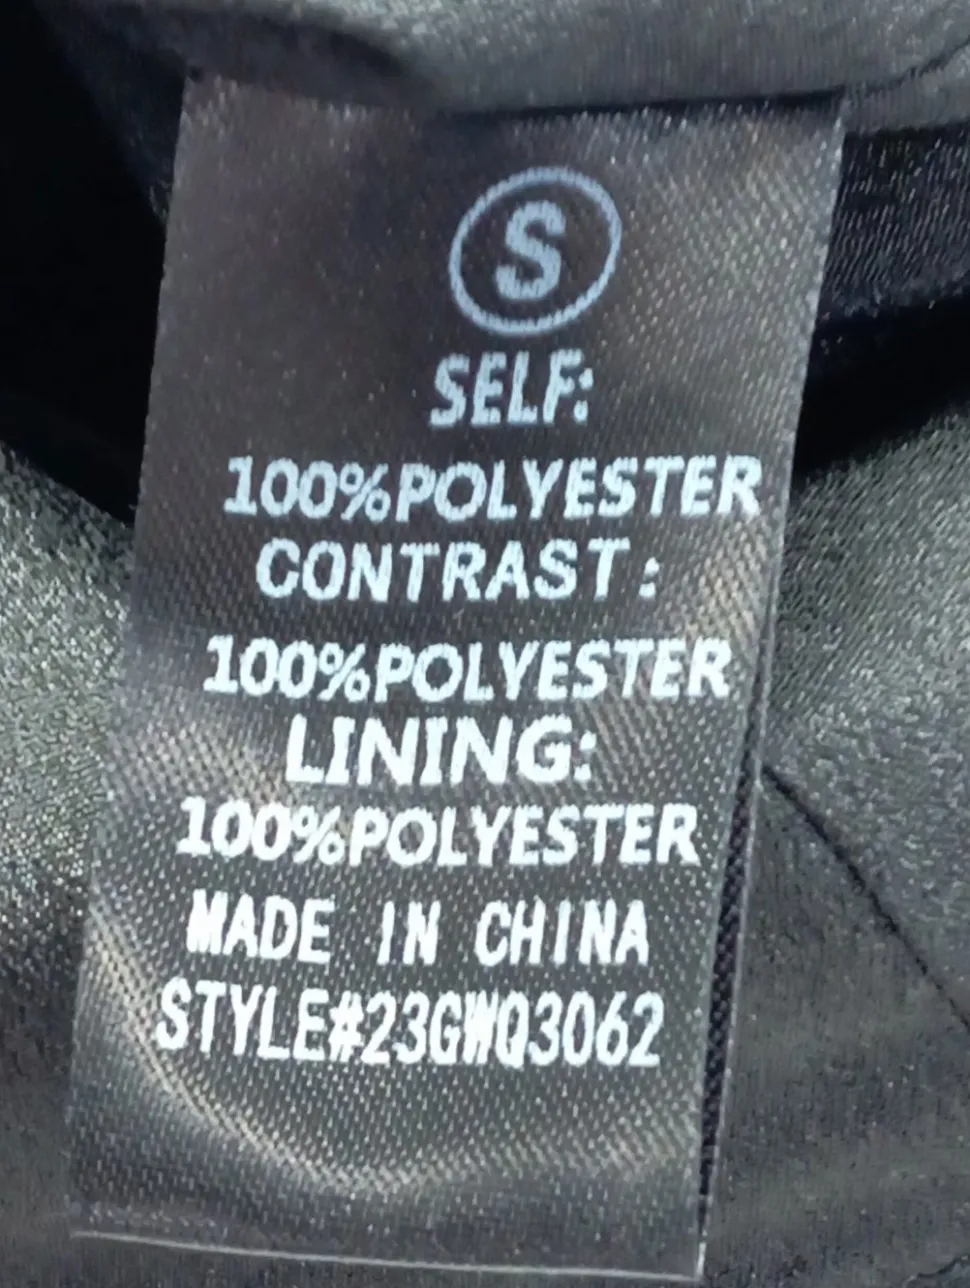 S
SELF:
100%POLYESTER
CONTRAST:
100%POLYESTER
LINING:
100%POLYESTER
MADE IN CHINA
STYLE#23GWQ3062